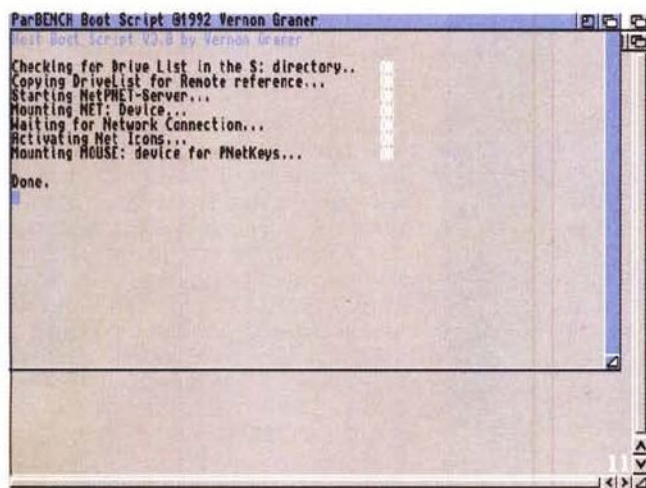 ParBENCH Boot Script ©1992 Vernon Graner
Host Boot Script V3.0 by Vernon Graner
Checking for Drive List in the S: directory..
Copying DriveList for Remote reference...
Starting NetPNET-Server...
Mounting NET: Device...
Waiting for Network Connection...
Activating Net Icons...
Mounting MOUSE: device for PNetKeys...
Done.
11